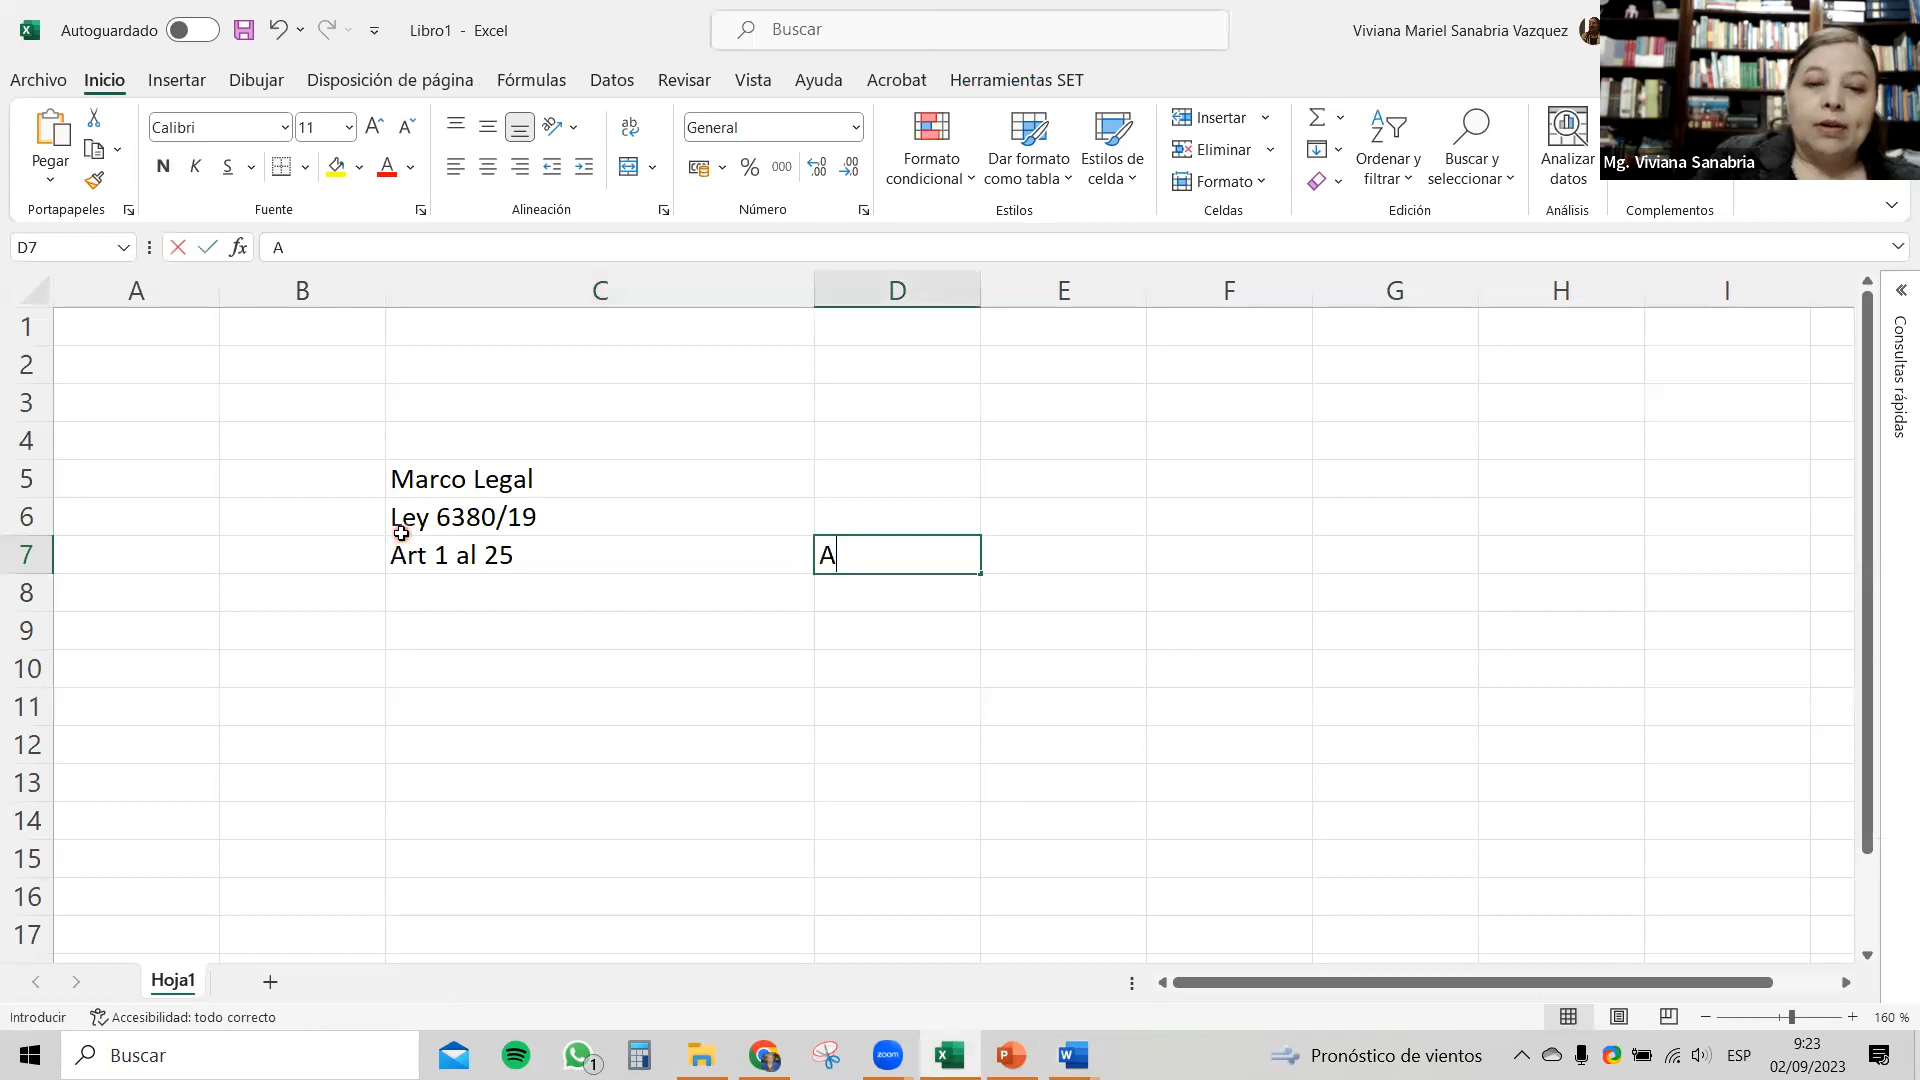 Autoguardado
Libro1 - Excel
Buscar
Viviana Mariel Sanabria Vazquez
Archivo Inicio Insertar Dibujar Disposición de página Fórmulas Datos Revisar Vista Ayuda Acrobat Herramientas SET
Pegar
Calibri 11
N K S
General
% 000
Formato condicional
Dar formato como tabla
Estilos de celda
Insertar
Eliminar
Formato
Ordenar y filtrar
Buscar y seleccionar
Analizar datos
Mg. Viviana Sanabria
Portapapeles Fuente Alineación Número Estilos Celdas Edición Análisis Complementos
D7 fx A
A B C D E F G H I
1
2
3
4
5 Marco Legal
6 Ley 6380/19
7 Art 1 al 25 A
8
9
10
11
12
13
14
15
16
17
Consultas rápidas
Hoja1
Introducir Accesibilidad: todo correcto 160 %
Buscar
1
zoom
Pronóstico de vientos
ESP
9:23
02/09/2023